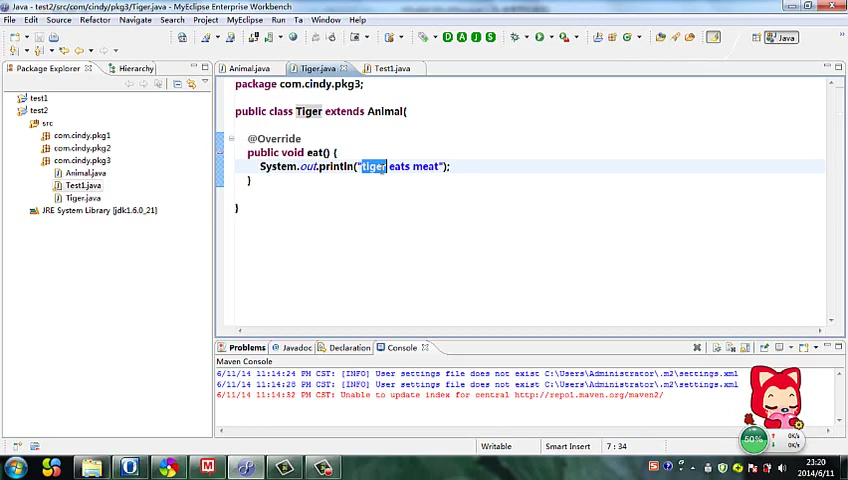 Java - test2/src/com/cindy/pkg3/Tiger.java - MyEclipse Enterprise Workbench
File Edit Source Refactor Navigate Search Project MyEclipse Run Tools Window Help
Java
Package Explorer Hierarchy
Animal.java Tiger.java Test1.java
test1
test2
src
com.cindy.pkg1
com.cindy.pkg2
com.cindy.pkg3
Animal.java
Test1.java
Tiger.java
JRE System Library [jdk1.6.0_21]
package com.cindy.pkg3;
public class Tiger extends Animal{
@Override
public void eat() {
System.out.println("tiger eats meat");
}
}
Problems Javadoc Declaration Console
Maven Console
6/11/14 11:14:24 PM CST: [INFO] User settings file does not exist C:\Users\Administrator\.m2\settings.xml
6/11/14 11:14:28 PM CST: [INFO] User settings file does not exist C:\Users\Administrator\.m2\settings.xml
6/11/14 11:14:32 PM CST: Unable to update index for central http://repo1.maven.org/maven2/
50%
0K/s
0K/s
Writable Smart Insert 7 : 34
23:20
2014/6/11